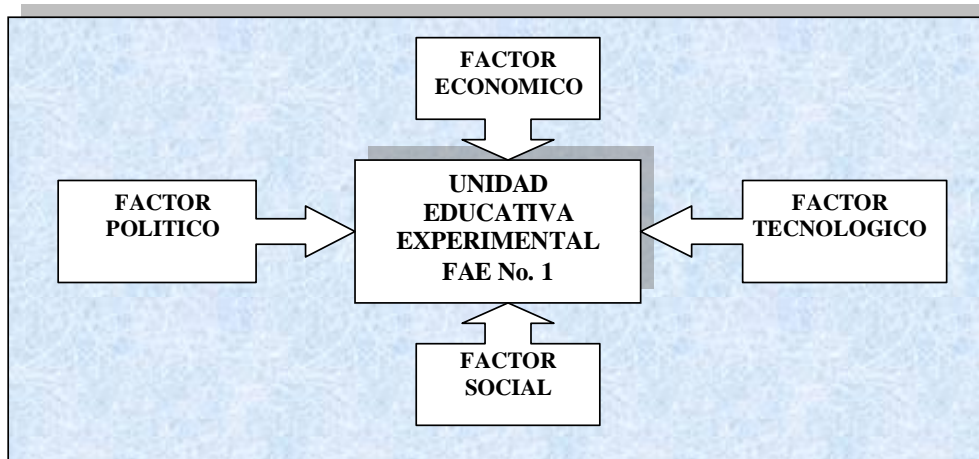 FACTOR
ECONOMICO
FACTOR
POLITICO
UNIDAD
EDUCATIVA
EXPERIMENTAL
FAE No. 1
FACTOR
TECNOLOGICO
FACTOR
SOCIAL